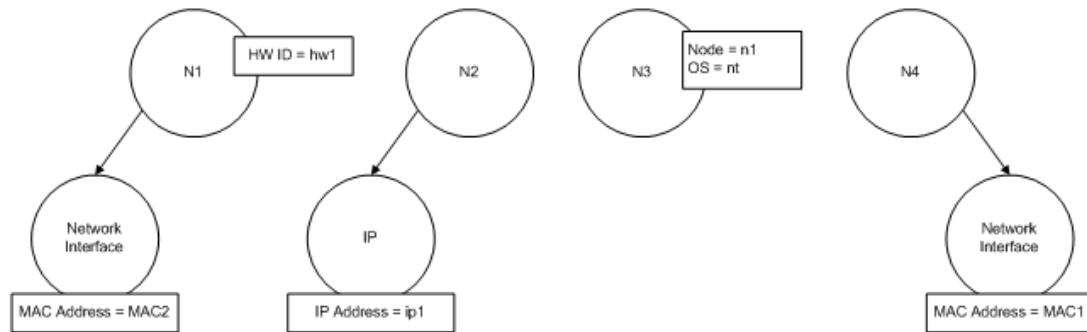 N1
HW ID = hw1
N2
N3
Node = n1
OS = nt
N4
Network
Interface
MAC Address = MAC2
IP
IP Address = ip1
Network
Interface
MAC Address = MAC1